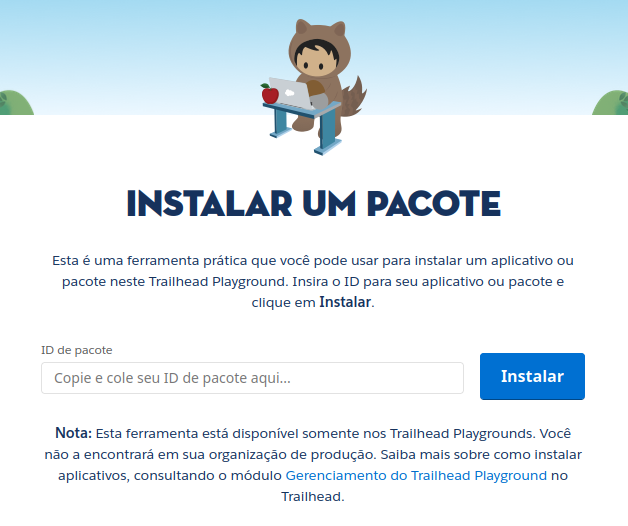 INSTALAR UM PACOTE
Esta é uma ferramenta prática que você pode usar para instalar um aplicativo ou
pacote neste Trailhead Playground. Insira o ID para seu aplicativo ou pacote e
clique em Instalar.
ID de pacote
Copie e cole seu ID de pacote aqui...
Instalar
Nota: Esta ferramenta está disponível somente nos Trailhead Playgrounds. Você
não a encontrará em sua organização de produção. Saiba mais sobre como instalar
aplicativos, consultando o módulo Gerenciamento do Trailhead Playground no
Trailhead.